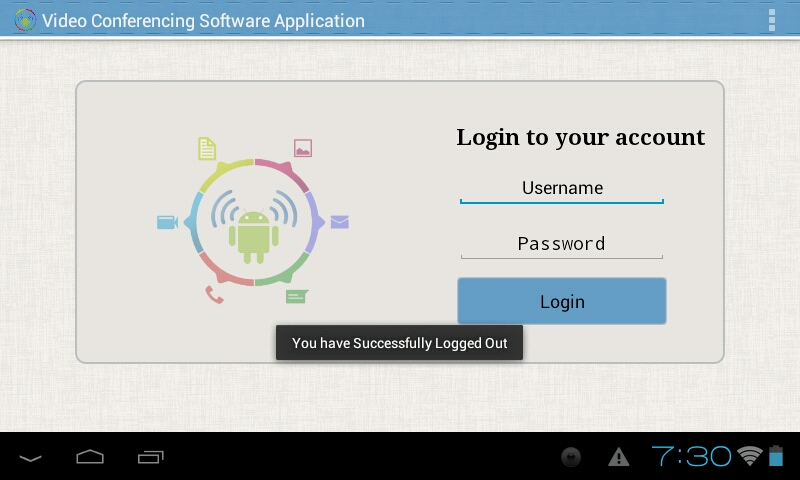 Video Conferencing Software Application
Login to your account
Username
Password
Login
You have Successfully Logged Out
7:30